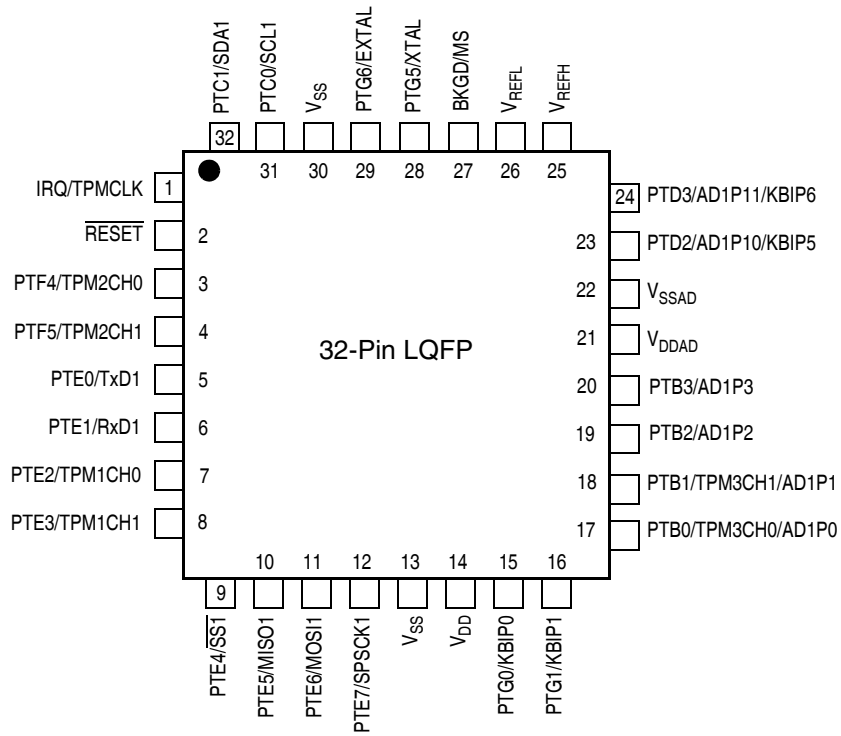 PTC1/SDA1
PTC0/SCL1
VSS
PTG6/EXTAL
PTG5/XTAL
BKGD/MS
VREFL
VREFH
32
31
30
29
28
27
26
25
IRQ/TPMCLK
1
RESET
2
PTF4/TPM2CH0
3
PTF5/TPM2CH1
4
PTE0/TxD1
5
PTE1/RxD1
6
PTE2/TPM1CH0
7
PTE3/TPM1CH1
8
32-Pin LQFP
24
PTD3/AD1P11/KBIP6
23
PTD2/AD1P10/KBIP5
22
VSSAD
21
VDDAD
20
PTB3/AD1P3
19
PTB2/AD1P2
18
PTB1/TPM3CH1/AD1P1
17
PTB0/TPM3CH0/AD1P0
9
10
11
12
13
14
15
16
PTE4/SS1
PTE5/MISO1
PTE6/MOSI1
PTE7/SPSCK1
VSS
VDD
PTG0/KBIP0
PTG1/KBIP1